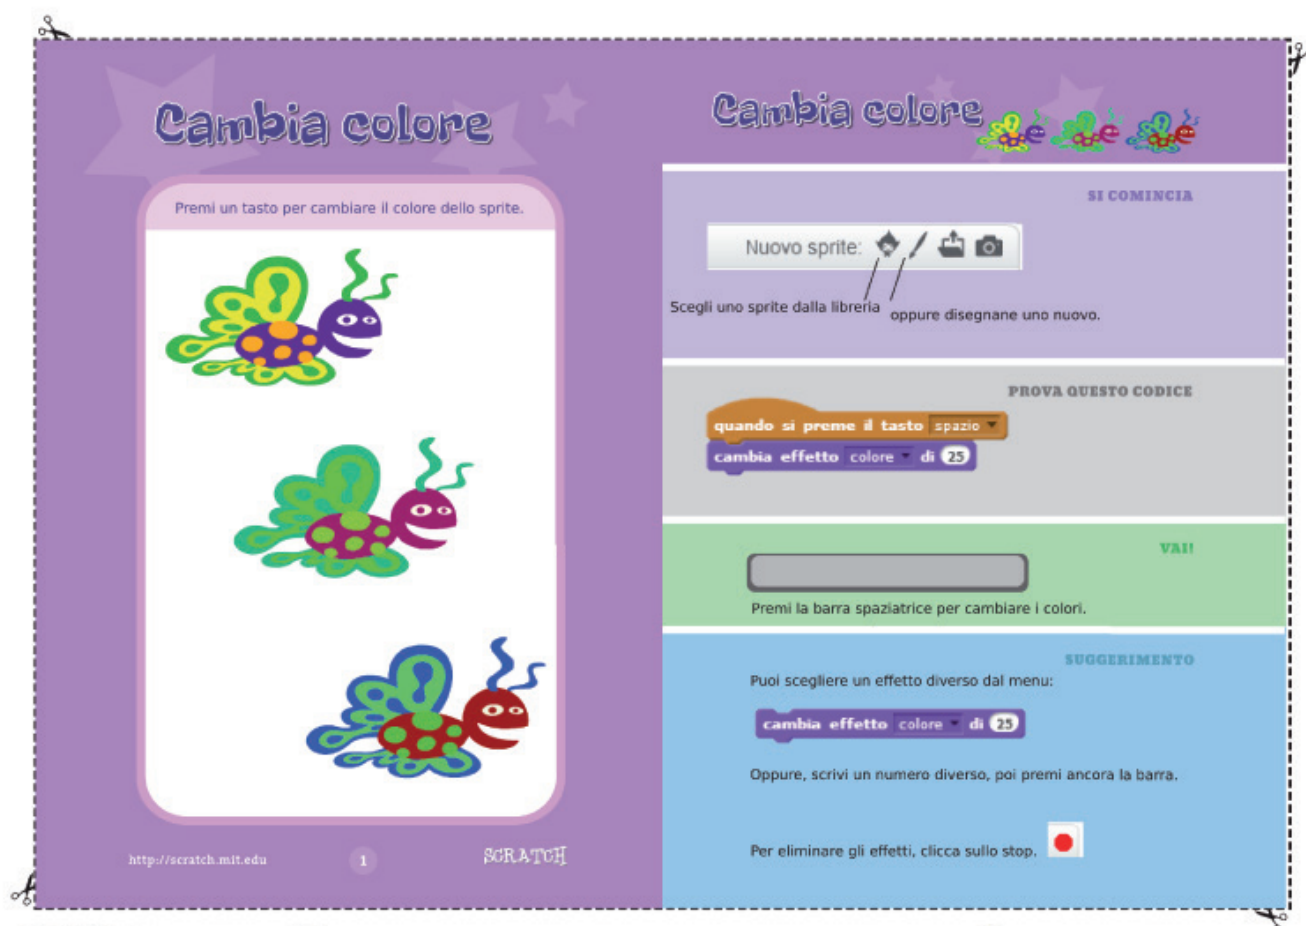 Cambia colore
Premi un tasto per cambiare il colore dello sprite.
http://scratch.mit.edu
1
SCRATCH
Cambia colore
SI COMINCIA
Nuovo sprite:
Scegli uno sprite dalla libreria
oppure disegnane uno nuovo.
PROVA QUESTO CODICE
quando si preme il tasto spazio
cambia effetto colore di 25
VAI!
Premi la barra spaziatrice per cambiare i colori.
SUGGERIMENTO
Puoi scegliere un effetto diverso dal menu:
cambia effetto colore di 25
Oppure, scrivi un numero diverso, poi premi ancora la barra.
Per eliminare gli effetti, clicca sullo stop.